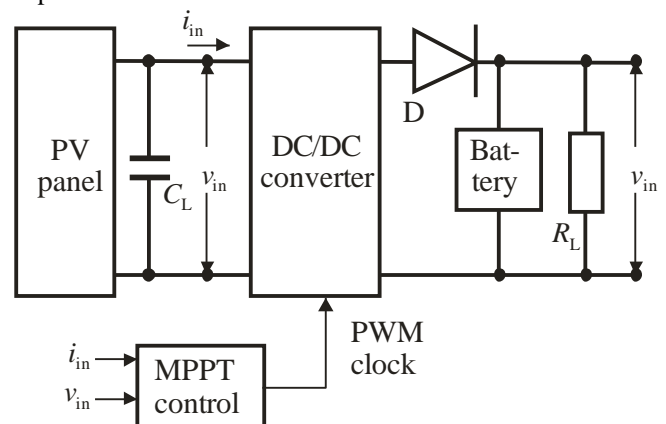 i_in
PV
panel
C_L
v_in
DC/DC
converter
D
Bat-
tery
R_L
v_in
PWM
clock
i_in
v_in
MPPT
control